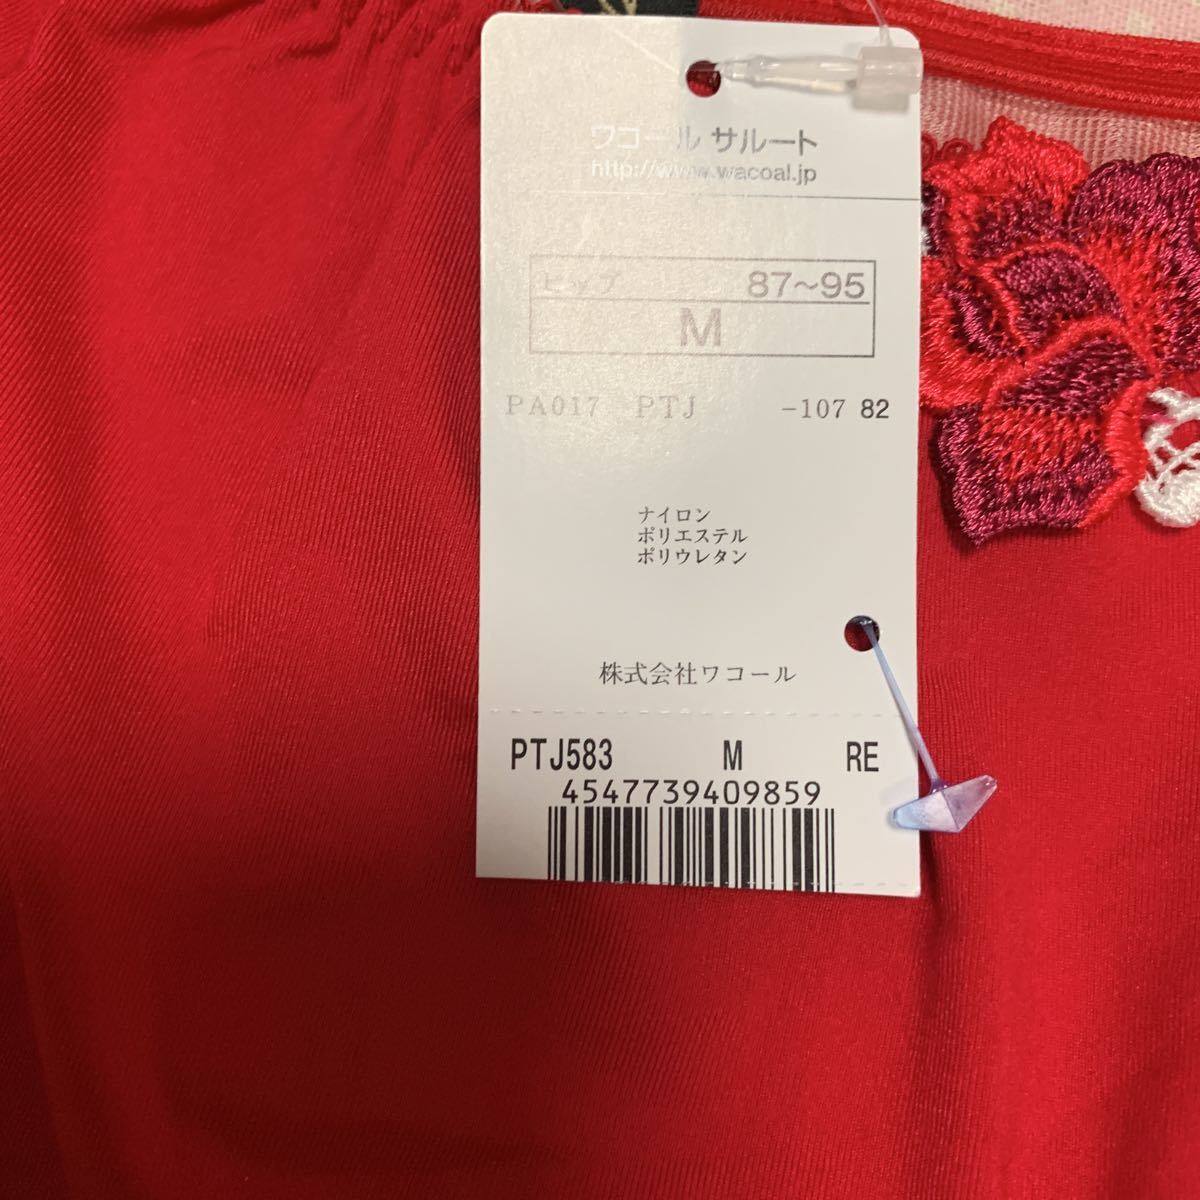 ワコール サルート
http://www.wacoal.jp
ヒップ 87~95
M
PA017 PTJ -107 82
ナイロン
ポリエステル
ポリウレタン
株式会社ワコール
PTJ583 M RE
4547739409859